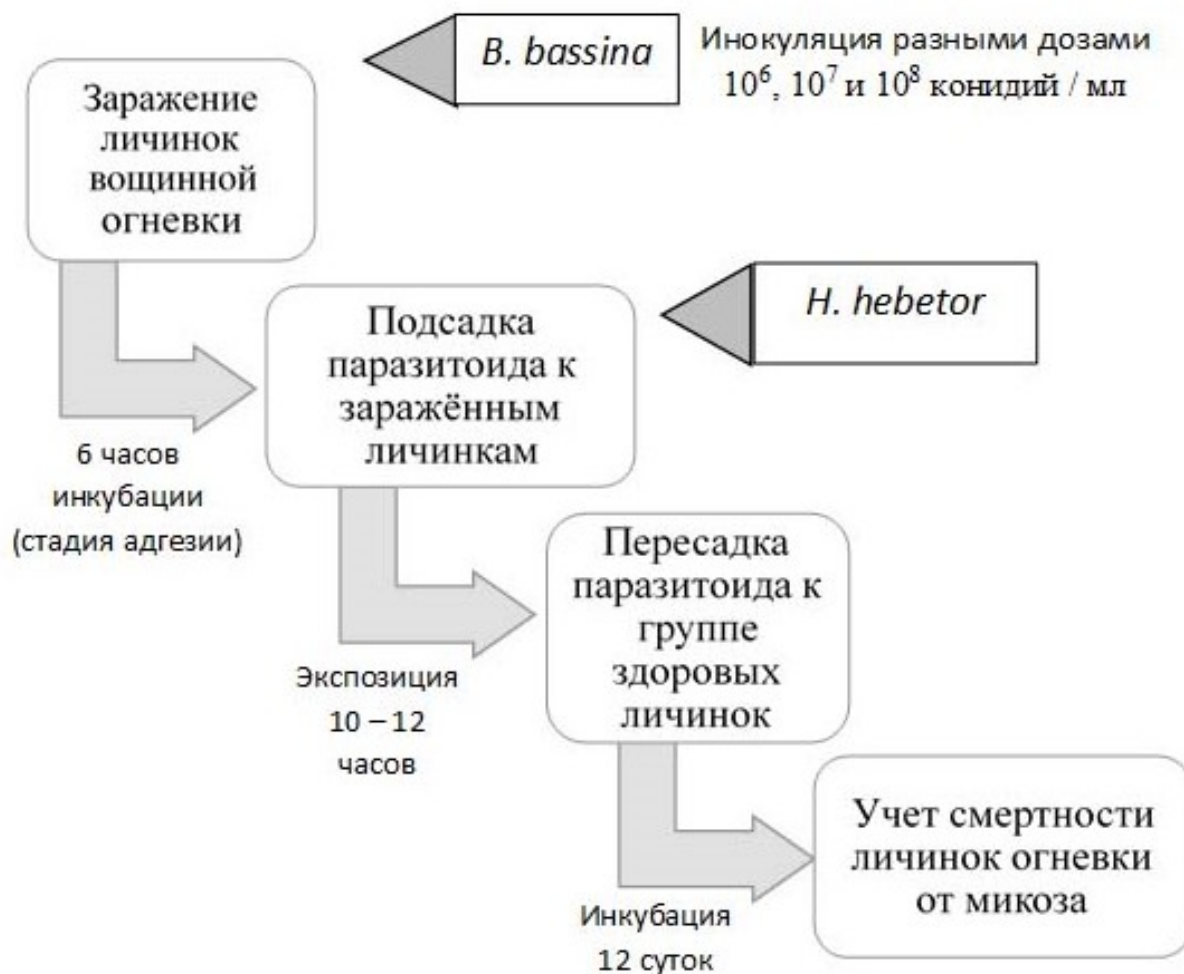 B. bassina
Инокуляция разными дозами
10⁶, 10⁷ и 10⁸ конидий / мл
Заражение
личинок
вощинной
огневки
H. hebetor
Подсадка
паразитоида к
заражённым
личинкам
6 часов
инкубации
(стадия адгезии)
Пересадка
паразитоида к
группе
здоровых
личинок
Экспозиция
10 – 12
часов
Учет смертности
личинок огневки
от микоза
Инкубация
12 суток